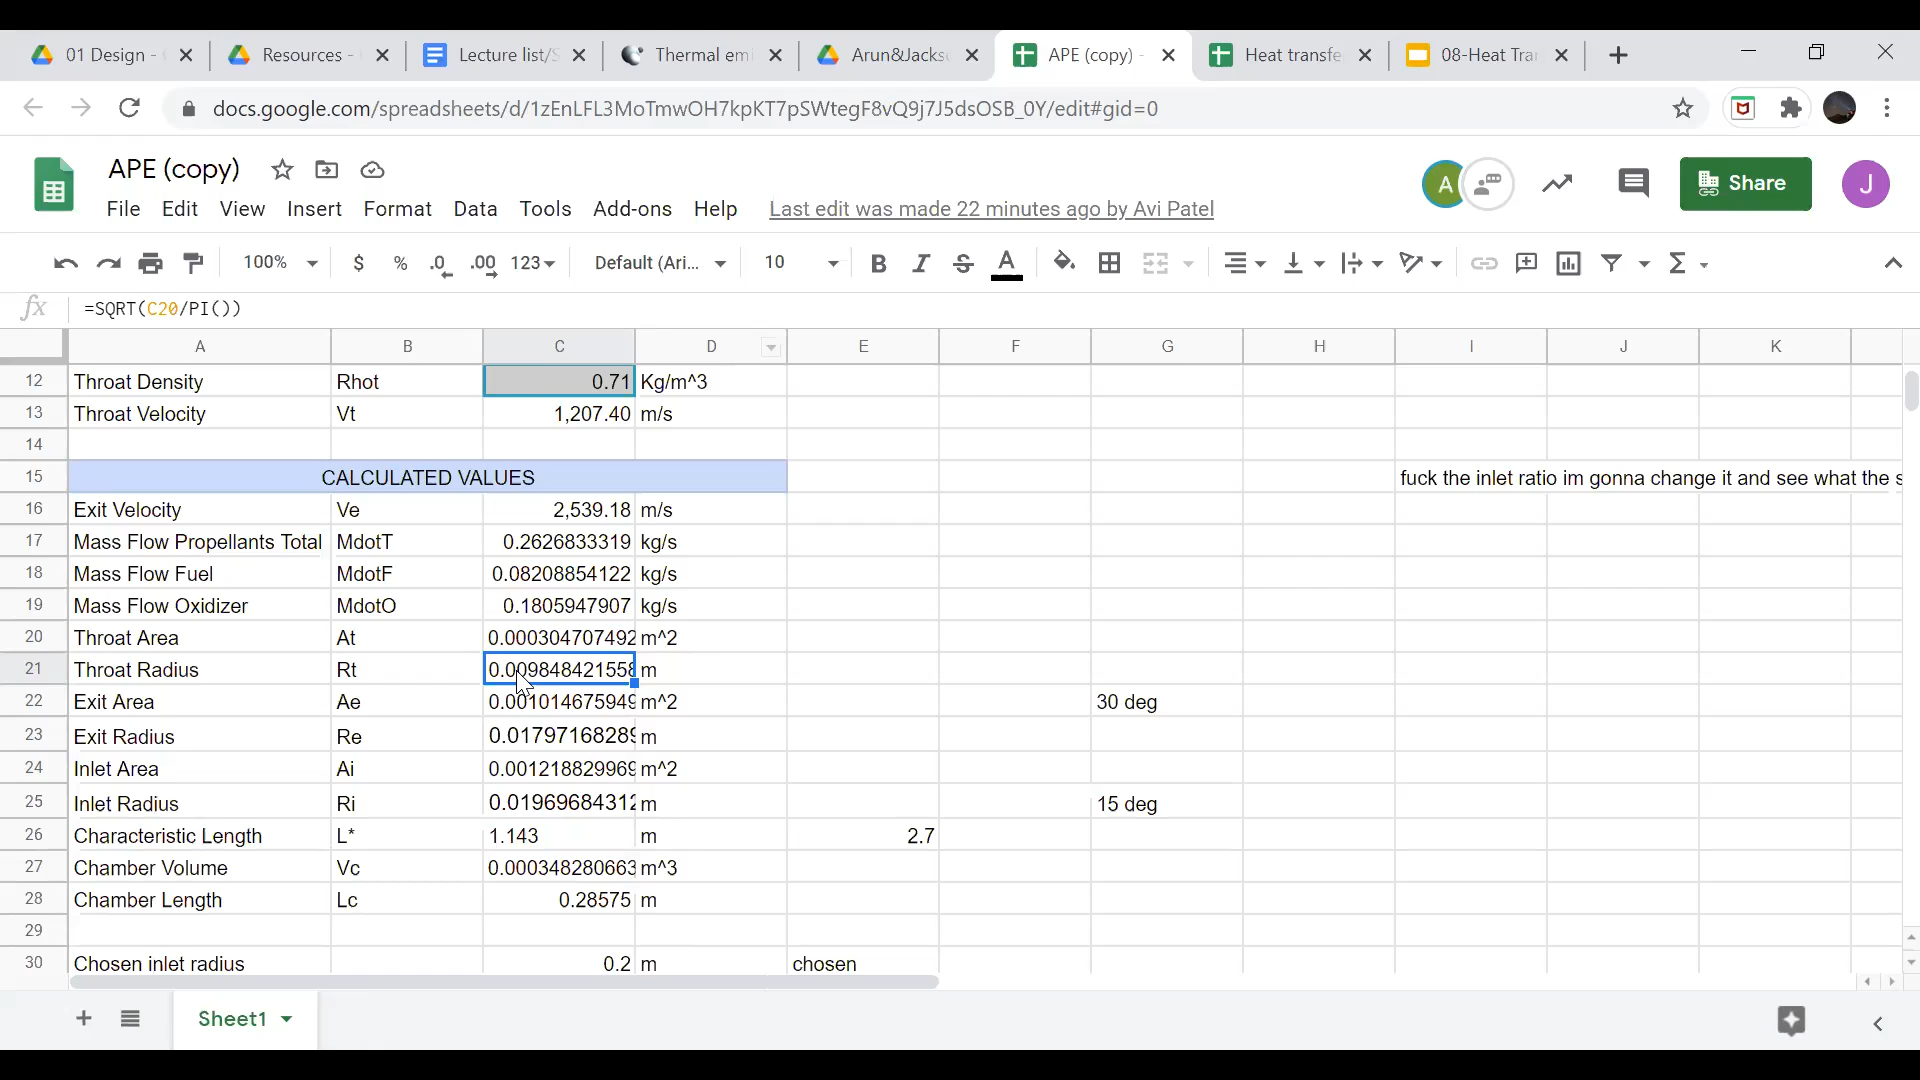 01 Design -
Resources -
Lecture list/S
Thermal emi
Arun&Jacks
APE (copy) -
Heat transfe
08-Heat Tra
docs.google.com/spreadsheets/d/1zEnLFL3MoTmwOH7kpKT7pSWtegF8vQ9j7J5dsOSB_0Y/edit#gid=0
APE (copy)
A
Share
J
File Edit View Insert Format Data Tools Add-ons Help Last edit was made 22 minutes ago by Avi Patel
100% $ % .0 .00 123 Default (Ari... 10 B I S A
fx =SQRT(C20/PI())
A B C D E F G H I J K
12 Throat Density Rhot 0.71 Kg/m^3
13 Throat Velocity Vt 1,207.40 m/s
14
15 CALCULATED VALUES fuck the inlet ratio im gonna change it and see what the s
16 Exit Velocity Ve 2,539.18 m/s
17 Mass Flow Propellants Total MdotT 0.2626833319 kg/s
18 Mass Flow Fuel MdotF 0.08208854122 kg/s
19 Mass Flow Oxidizer MdotO 0.1805947907 kg/s
20 Throat Area At 0.000304707492 m^2
21 Throat Radius Rt 0.009848421558 m
22 Exit Area Ae 0.001014675949 m^2 30 deg
23 Exit Radius Re 0.01797168289 m
24 Inlet Area Ai 0.001218829969 m^2
25 Inlet Radius Ri 0.01969684312 m 15 deg
26 Characteristic Length L* 1.143 m 2.7
27 Chamber Volume Vc 0.000348280663 m^3
28 Chamber Length Lc 0.28575 m
29
30 Chosen inlet radius 0.2 m chosen
Sheet1